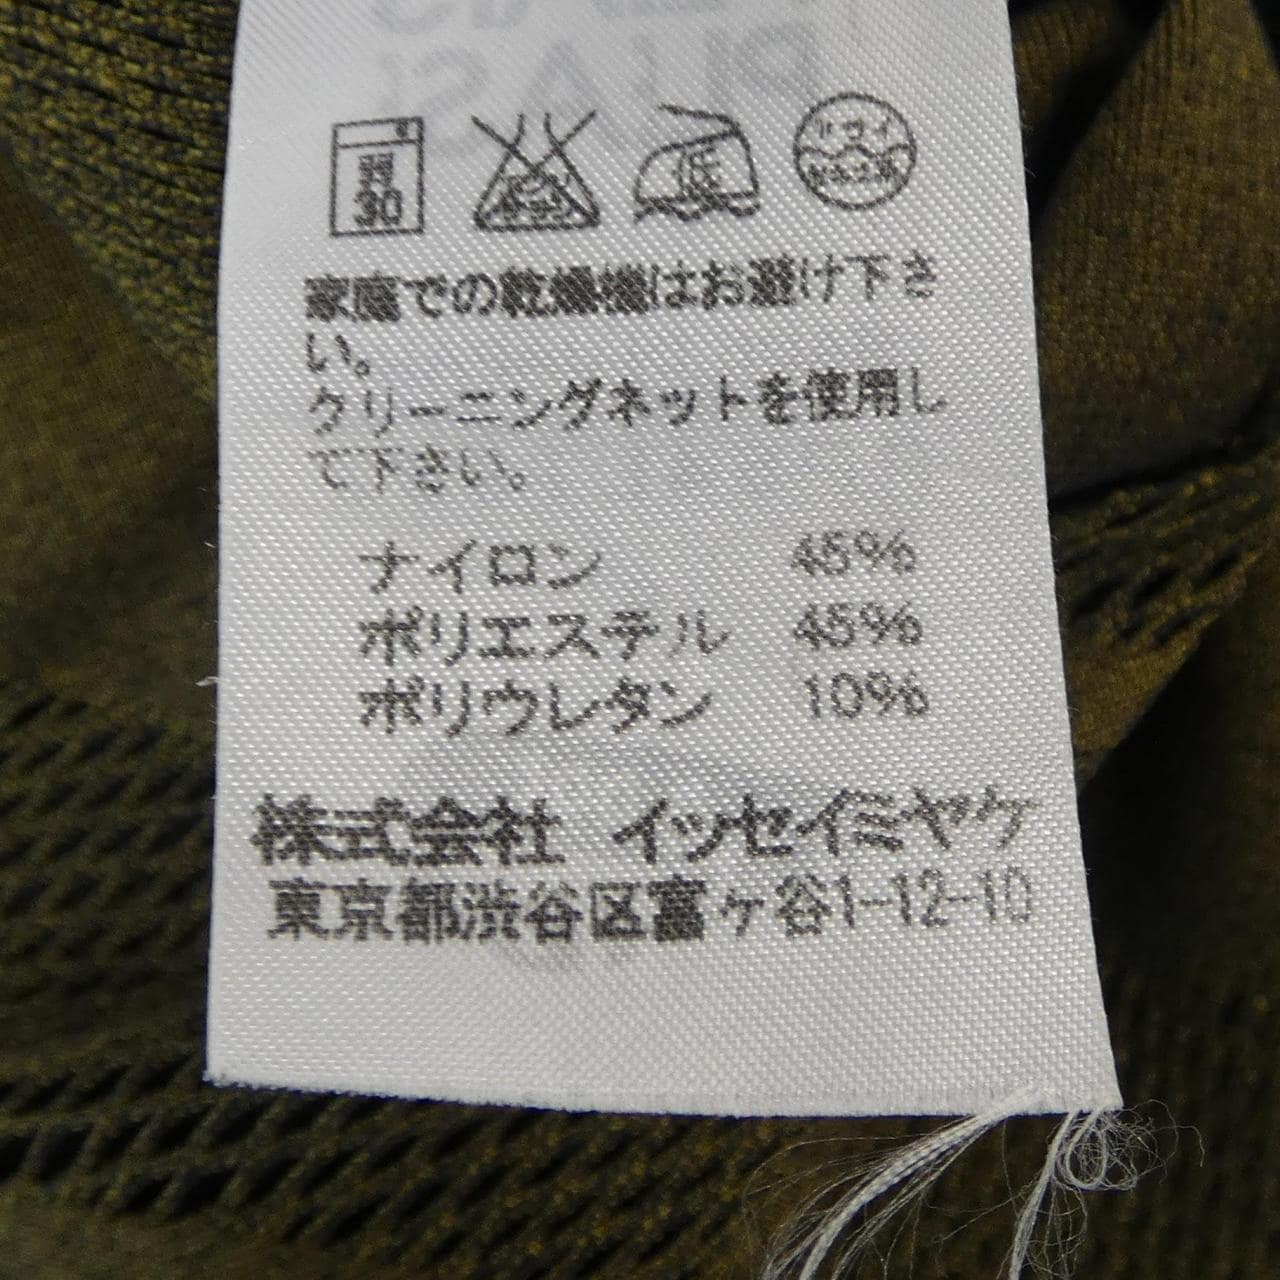 弱
30
低
家庭での乾燥機はお避け下さ
い。
クリーニングネットを使用し
て下さい。
ナイロン 45%
ポリエステル 45%
ポリウレタン 10%
株式会社 イッセイミヤケ
東京都渋谷区富ヶ谷1-12-10